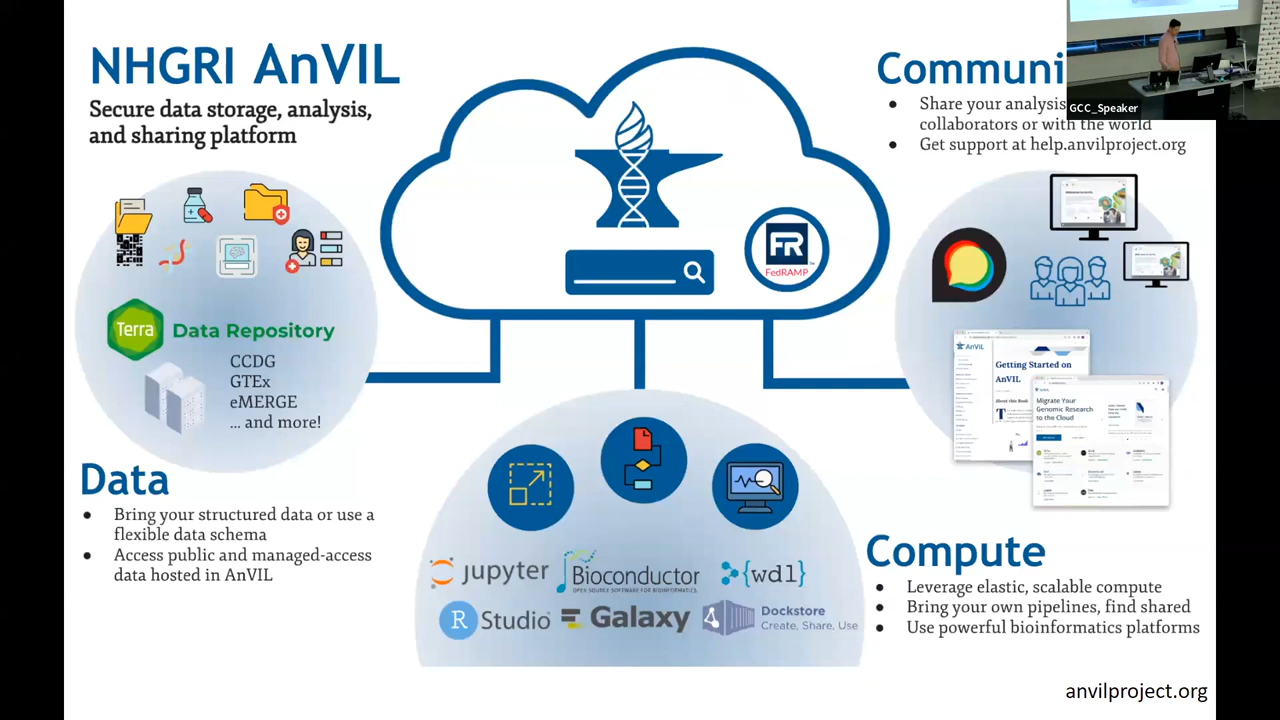 NHGRI AnVIL
Secure data storage, analysis,
and sharing platform
Communi
Share your analysis
collaborators or with the world
Get support at help.anvilproject.org
GCC_Speaker
FR
FedRAMP
Terra Data Repository
CCDG
GTEx
eMERGE
... and more!
Data
Bring your structured data or use a
flexible data schema
Access public and managed-access
data hosted in AnVIL
AnVIL
Getting Started on
AnVIL
About this Book
Migrate Your
Genomic Research
to the Cloud
jupyter
Bioconductor
OPEN SOURCE SOFTWARE FOR BIOINFORMATICS
{wdl}
R Studio
Galaxy
Dockstore
Create, Share, Use
Compute
Leverage elastic, scalable compute
Bring your own pipelines, find shared
Use powerful bioinformatics platforms
anvilproject.org